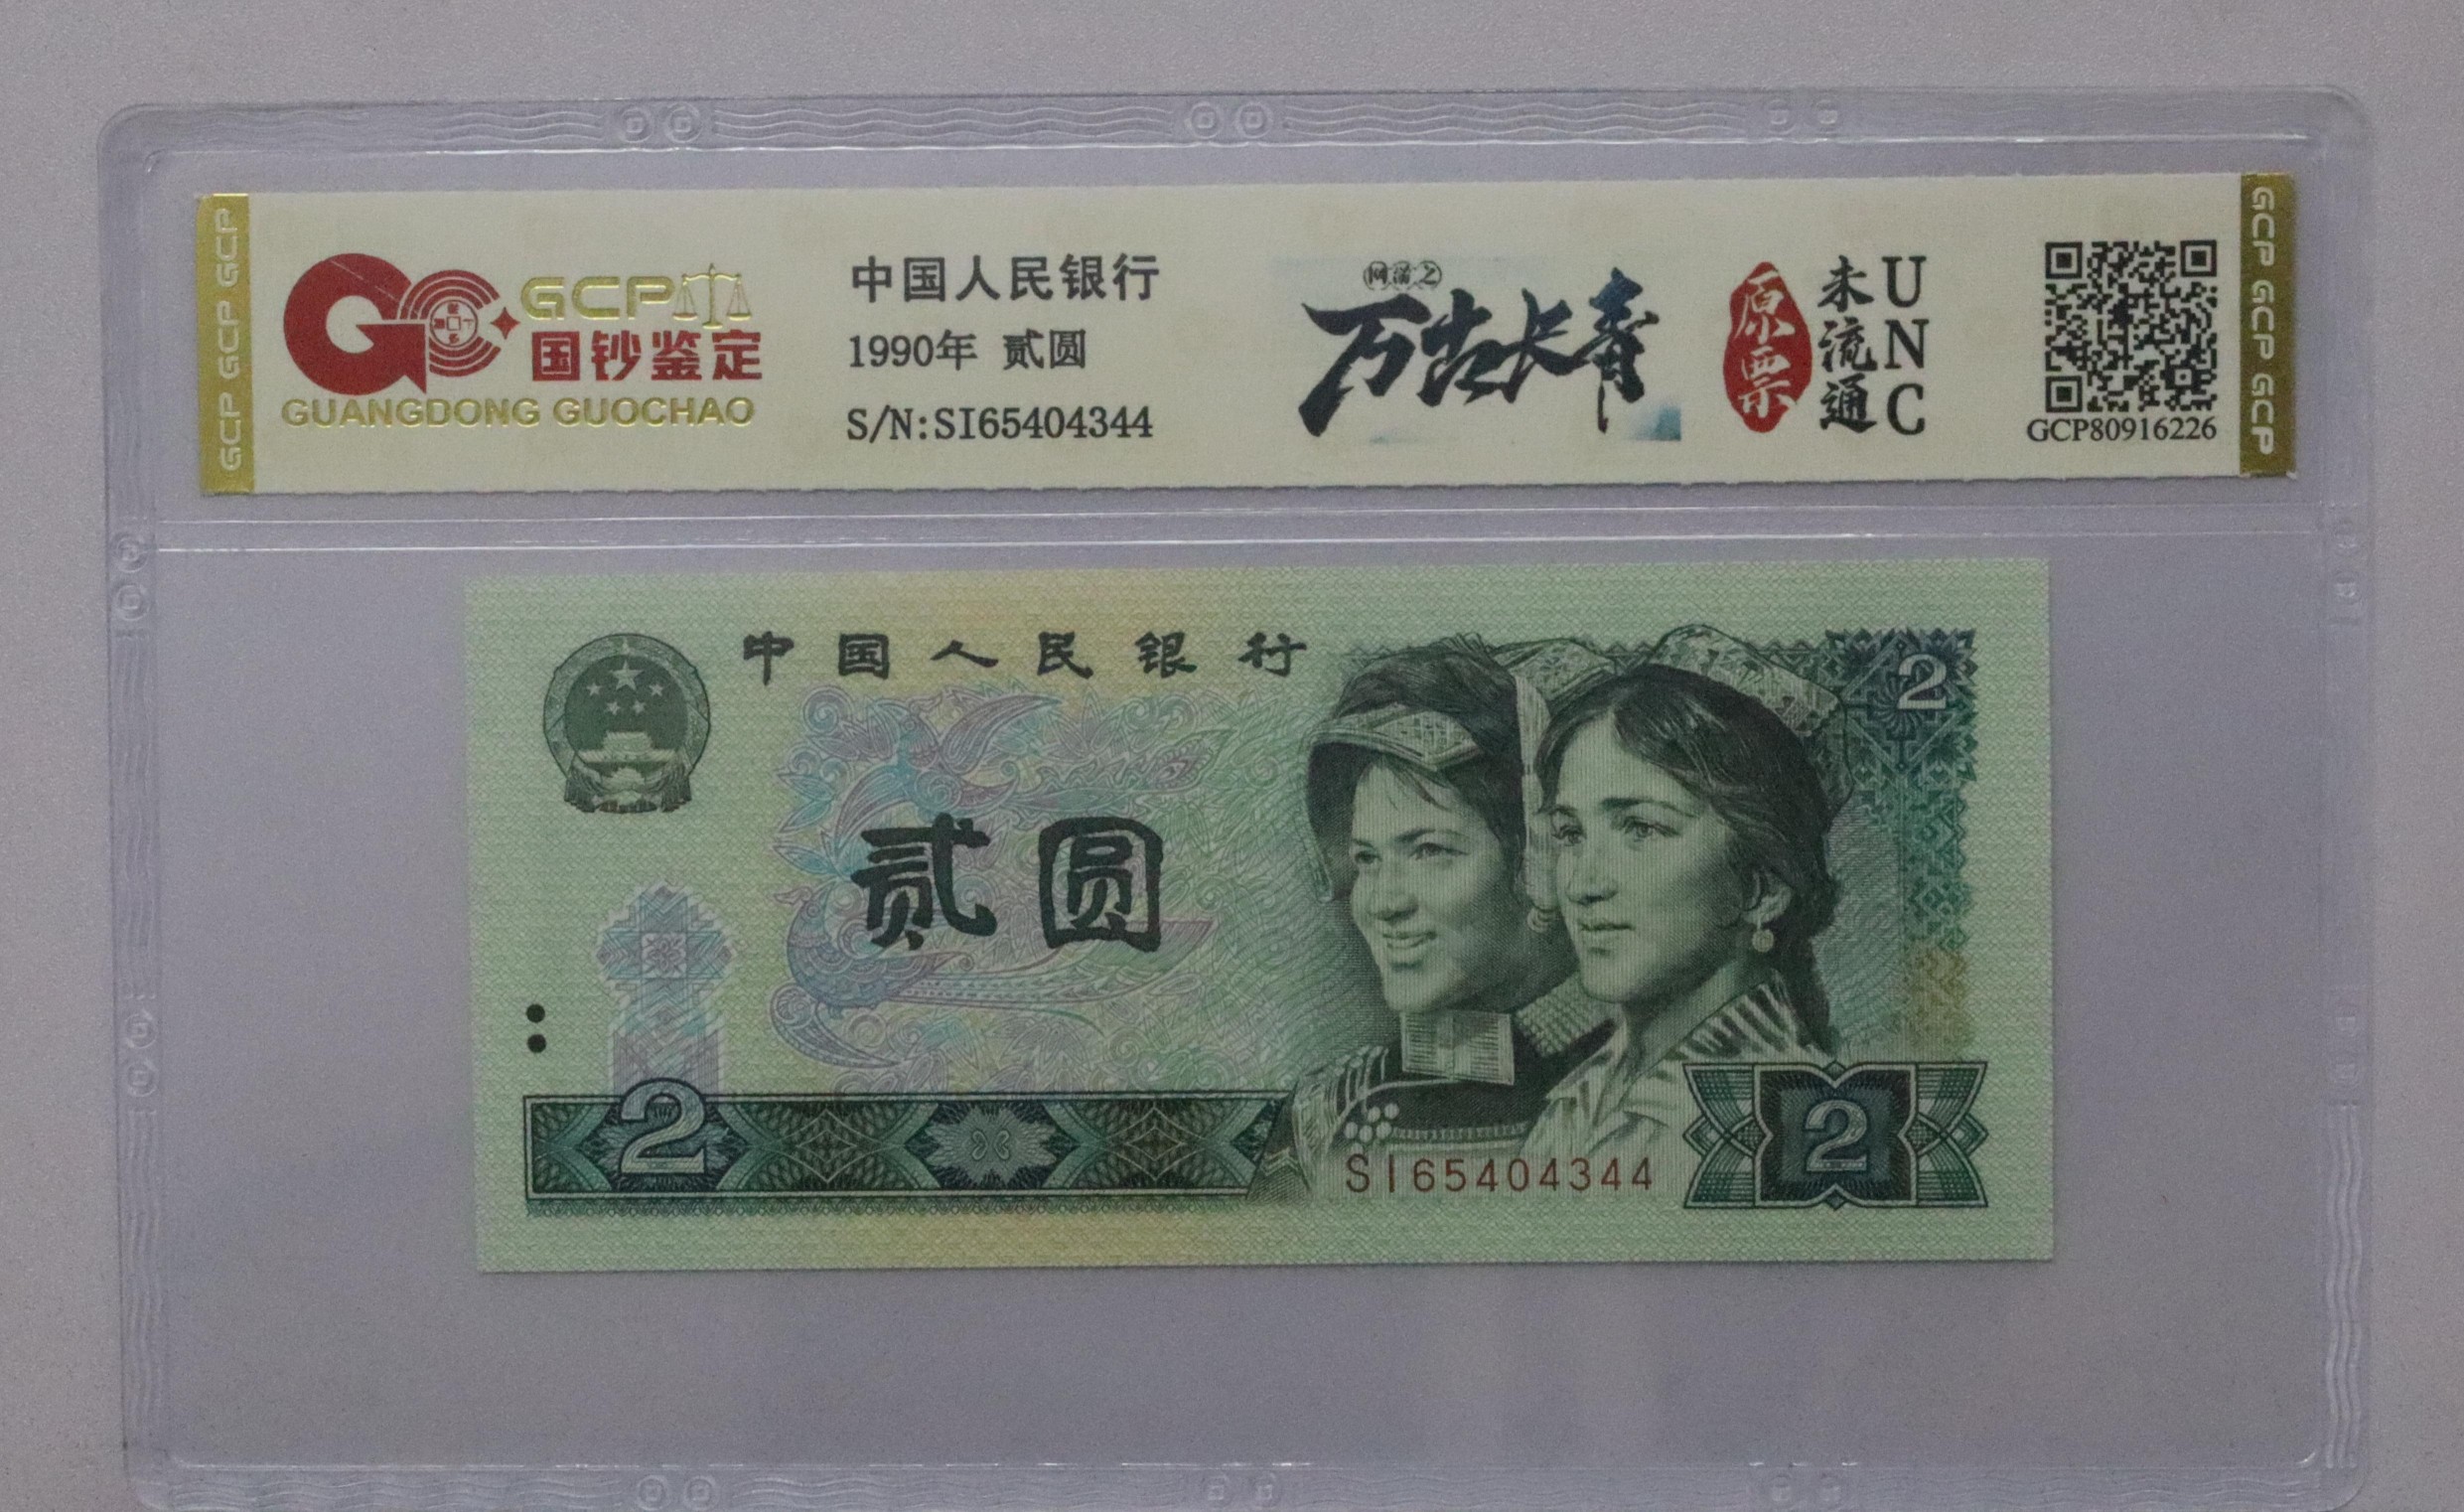 GCP GCP GCP
GCP
国钞鉴定
GUANGDONG GUOCHAO
中国人民银行
1990年 贰圆
S/N:SI65404344
万古长青
原票
未流通
UNC
GCP80916226
GCP GCP GCP
中国人民银行
2
贰圆
2
SI65404344
2